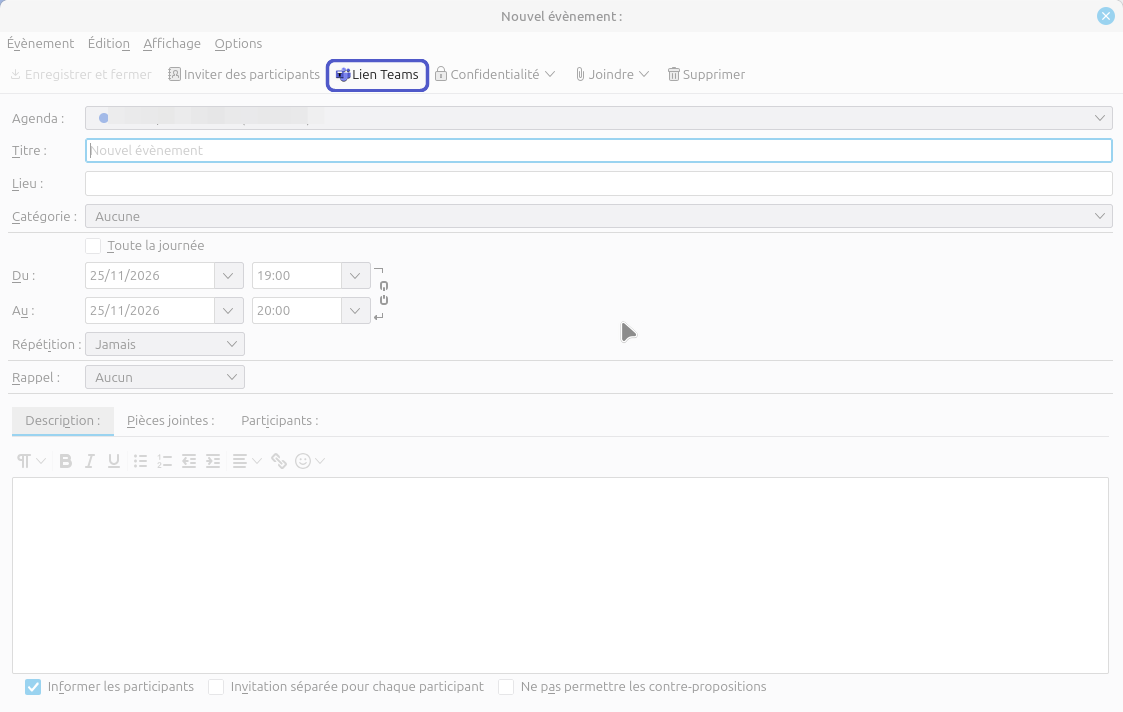 Nouvel évènement :
Évènement Édition Affichage Options
Enregistrer et fermer Inviter des participants Lien Teams Confidentialité Joindre Supprimer
Agenda :
Titre : Nouvel évènement
Lieu :
Catégorie : Aucune
Toute la journée
Du : 25/11/2026 19:00
Au : 25/11/2026 20:00
Répétition : Jamais
Rappel : Aucun
Description : Pièces jointes : Participants :
Informer les participants Invitation séparée pour chaque participant Ne pas permettre les contre-propositions